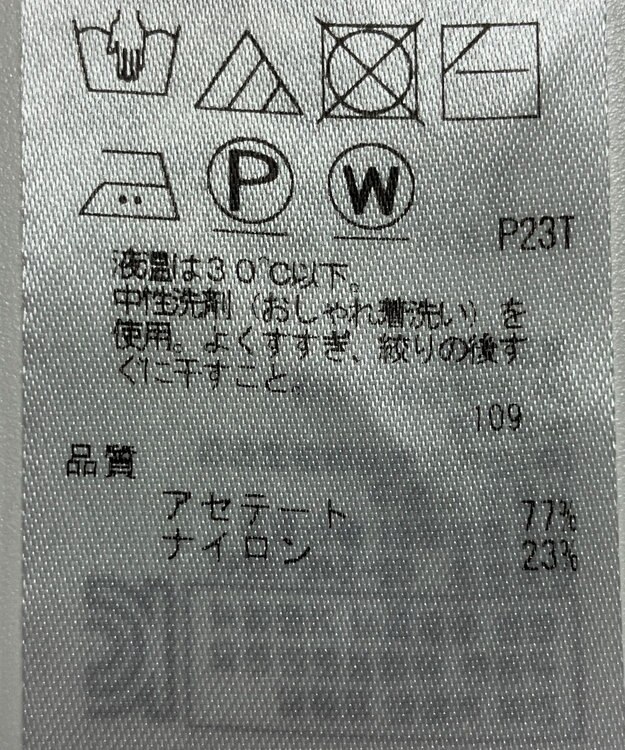 P W
P23T
液温は30℃以下。
中性洗剤（おしゃれ着洗い）を
使用。よくすすぎ、絞りの後す
ぐに干すこと。
109
品質
アセテート 77%
ナイロン 23%